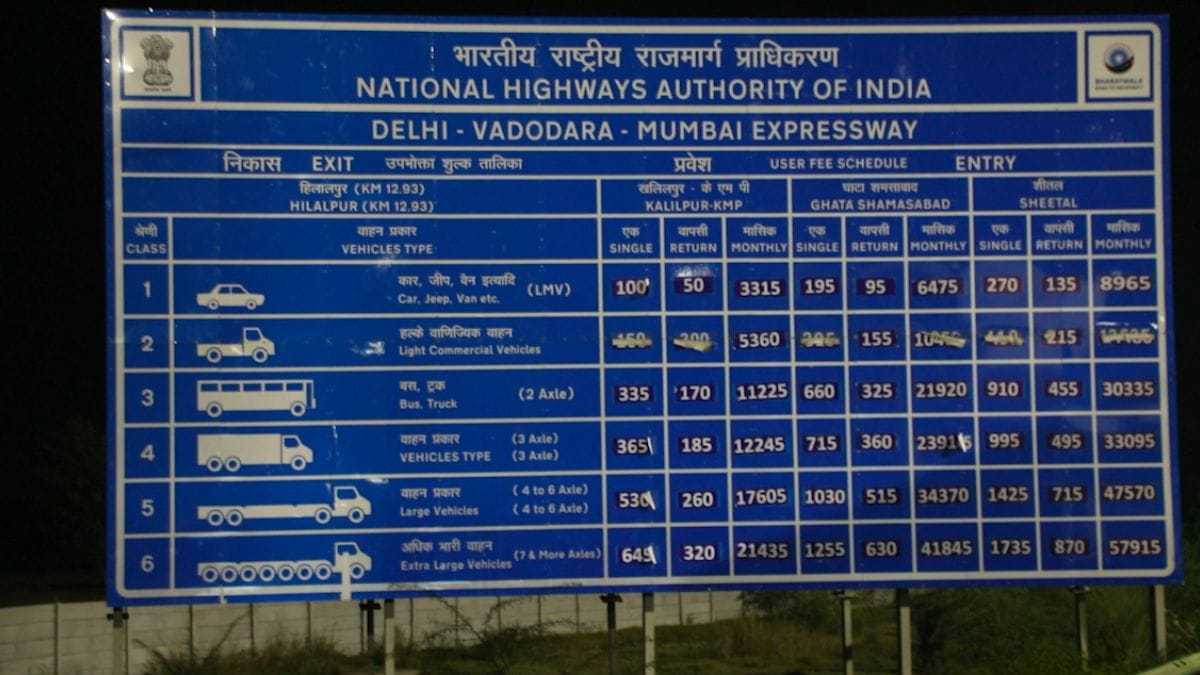 भारतीय राष्ट्रीय राजमार्ग प्राधिकरण
NATIONAL HIGHWAYS AUTHORITY OF INDIA
BHARATMALA
DELHI - VADODARA - MUMBAI EXPRESSWAY
निकास EXIT उपभोक्ता शुल्क तालिका प्रवेश USER FEE SCHEDULE ENTRY
हिलालपुर (KM 12.93) खलिलपुर - के एम पी घाटा शमसाबाद शीतल
HILALPUR (KM 12.93) KALILPUR-KMP GHATA SHAMASABAD SHEETAL
श्रेणी वाहन प्रकार एक वापसी मासिक एक वापसी मासिक एक वापसी मासिक
CLASS VEHICLES TYPE SINGLE RETURN MONTHLY SINGLE RETURN MONTHLY SINGLE RETURN MONTHLY
1 कार, जीप, वैन इत्यादि (LMV) 100 50 3315 195 95 6475 270 135 8965
Car, Jeep, Van etc.
2 हल्के वाणिज्यिक वाहन 5360 155 215
Light Commercial Vehicles
3 बस, ट्रक (2 Axle) 335 170 11225 660 325 21920 910 455 30335
Bus, Truck
4 वाहन प्रकार (3 Axle) 365 185 12245 715 360 995 495 33095
VEHICLES TYPE (3 Axle)
5 वाहन प्रकार ( 4 to 6 Axle) 530 260 17605 1030 515 34370 1425 715 47570
Large Vehicles ( 4 to 6 Axle)
6 अधिक भारी वाहन (7 & More Axles) 645 320 21435 1255 630 41845 1735 870 57915
Extra Large Vehicles